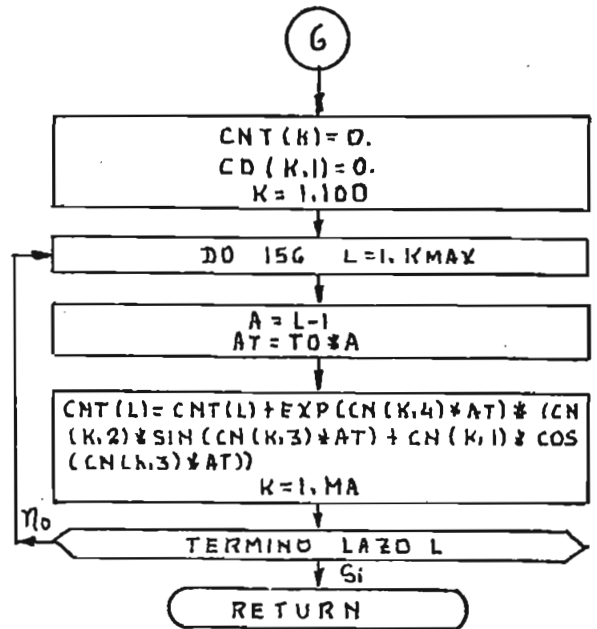 G
CNT(K)=0.
CD(K,1)=0.
K=1,100
DO 156 L=1,KMAX
A=L-1
AT=TO*A
CNT(L)=CNT(L)+EXP(CN(K,4)*AT)*(CN
(K,2)*SIN(CN(K,3)*AT)+CN(K,1)*COS
(CN(K,3)*AT))
K=1,MA
no
TERMINO LAZO L
Si
RETURN